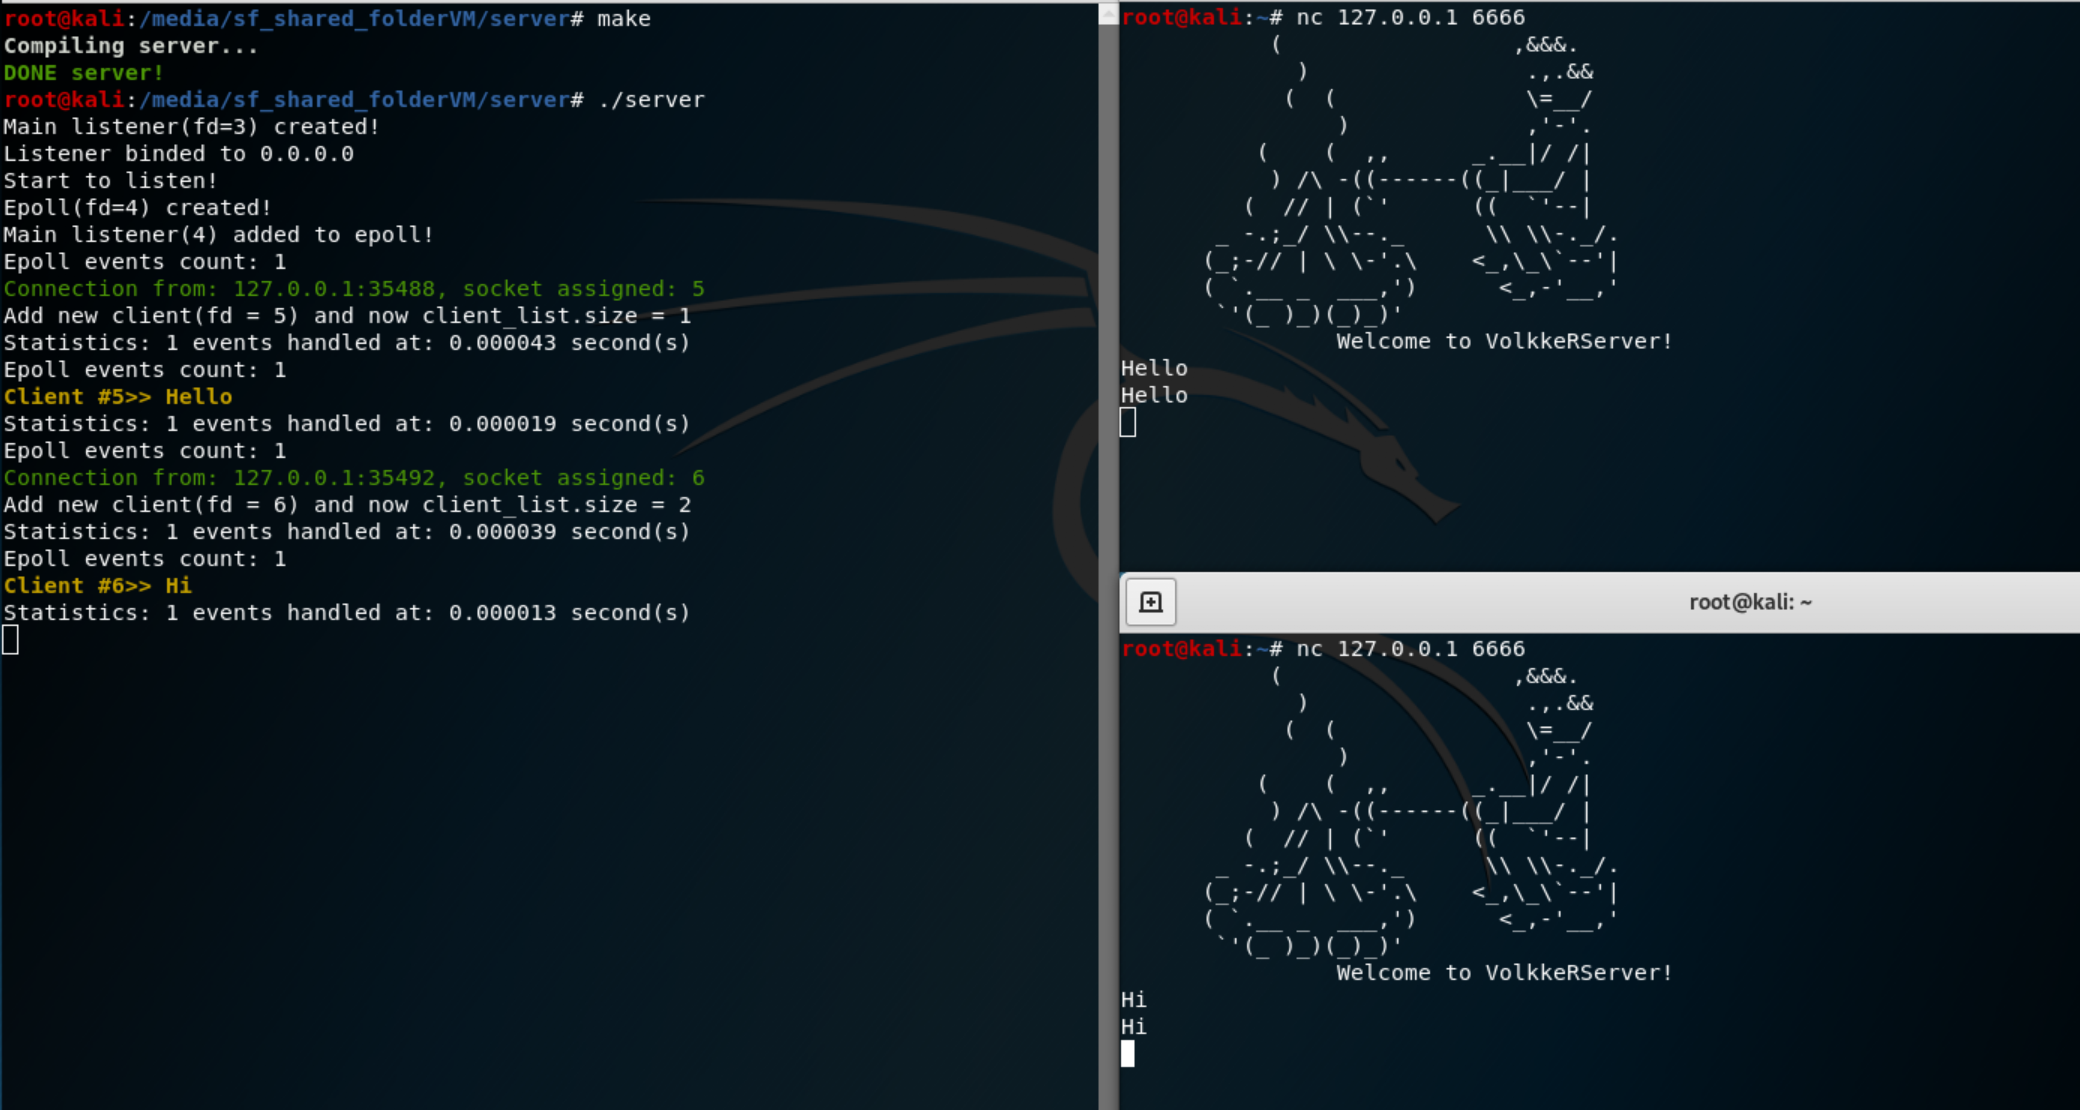 root@kali:/media/sf_shared_folderVM/server# make
Compiling server...
DONE server!
root@kali:/media/sf_shared_folderVM/server# ./server
Main listener(fd=3) created!
Listener binded to 0.0.0.0
Start to listen!
Epoll(fd=4) created!
Main listener(4) added to epoll!
Epoll events count: 1
Connection from: 127.0.0.1:35488, socket assigned: 5
Add new client(fd = 5) and now client_list.size = 1
Statistics: 1 events handled at: 0.000043 second(s)
Epoll events count: 1
Client #5>> Hello
Statistics: 1 events handled at: 0.000019 second(s)
Epoll events count: 1
Connection from: 127.0.0.1:35492, socket assigned: 6
Add new client(fd = 6) and now client_list.size = 2
Statistics: 1 events handled at: 0.000039 second(s)
Epoll events count: 1
Client #6>> Hi
Statistics: 1 events handled at: 0.000013 second(s)
root@kali:~# nc 127.0.0.1 6666
Welcome to VolkkeRServer!
Hello
Hello
root@kali: ~
root@kali:~# nc 127.0.0.1 6666
Welcome to VolkkeRServer!
Hi
Hi